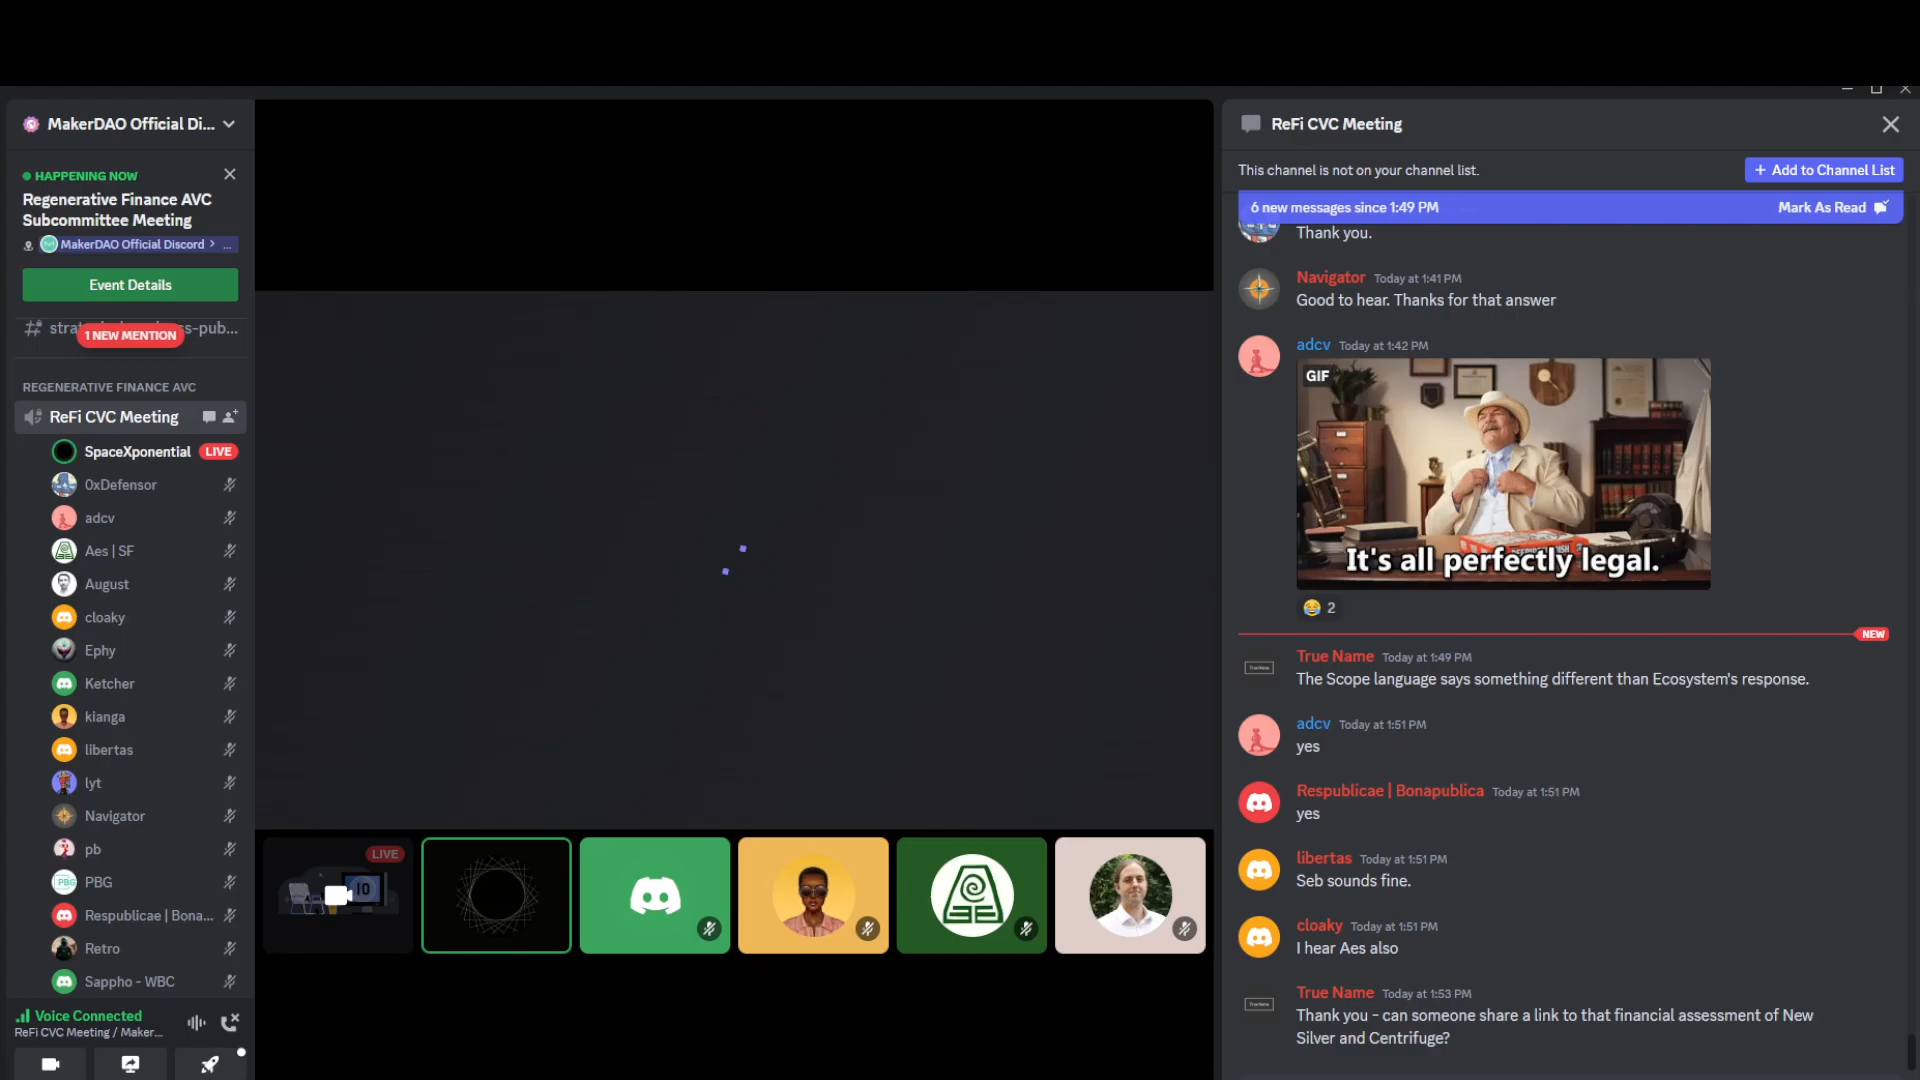 MakerDAO Official Di...
HAPPENING NOW
Regenerative Finance AVC
Subcommittee Meeting
MakerDAO Official Discord > ...
Event Details
1 NEW MENTION
REGENERATIVE FINANCE AVC
ReFi CVC Meeting
SpaceXponential LIVE
0xDefensor
adcv
Aes | SF
August
cloaky
Ephy
Ketcher
kianga
libertas
lyt
Navigator
pb
PBG
Respublicae | Bona...
Retro
Sappho - WBC
Voice Connected
ReFi CVC Meeting / Maker...
LIVE
ReFi CVC Meeting
This channel is not on your channel list.
+ Add to Channel List
6 new messages since 1:49 PM
Mark As Read
Thank you.
Navigator Today at 1:41 PM
Good to hear. Thanks for that answer
adcv Today at 1:42 PM
GIF
It's all perfectly legal.
😂 2
NEW
True Name Today at 1:49 PM
The Scope language says something different than Ecosystem's response.
adcv Today at 1:51 PM
yes
Respublicae | Bonapublica Today at 1:51 PM
yes
libertas Today at 1:51 PM
Seb sounds fine.
cloaky Today at 1:51 PM
I hear Aes also
True Name Today at 1:53 PM
Thank you - can someone share a link to that financial assessment of New
Silver and Centrifuge?